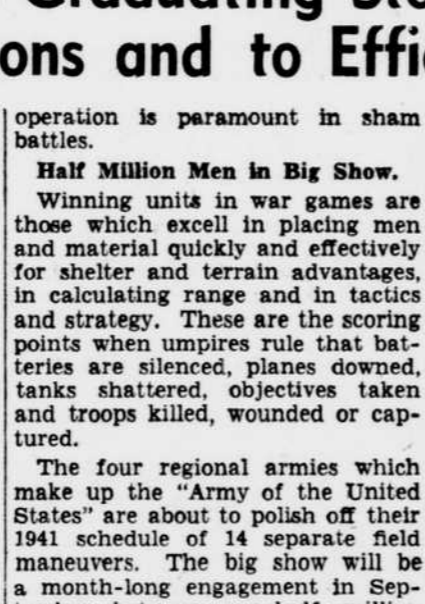 ons and to Effi
operation is paramount in sham
battles.
Half Million Men in Big Show.
Winning units in war games are
those which excell in placing men
and material quickly and effectively
for shelter and terrain advantages,
in calculating range and in tactics
and strategy. These are the scoring
points when umpires rule that bat-
teries are silenced, planes downed,
tanks shattered, objectives taken
and troops killed, wounded or cap-
tured.
The four regional armies which
make up the "Army of the United
States" are about to polish off their
1941 schedule of 14 separate field
maneuvers. The big show will be
a month-long engagement in Sep-